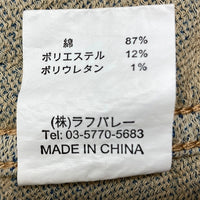 綿 87%
ポリエステル 12%
ポリウレタン 1%
(株)ラフバレー
Tel: 03-5770-5683
MADE IN CHINA